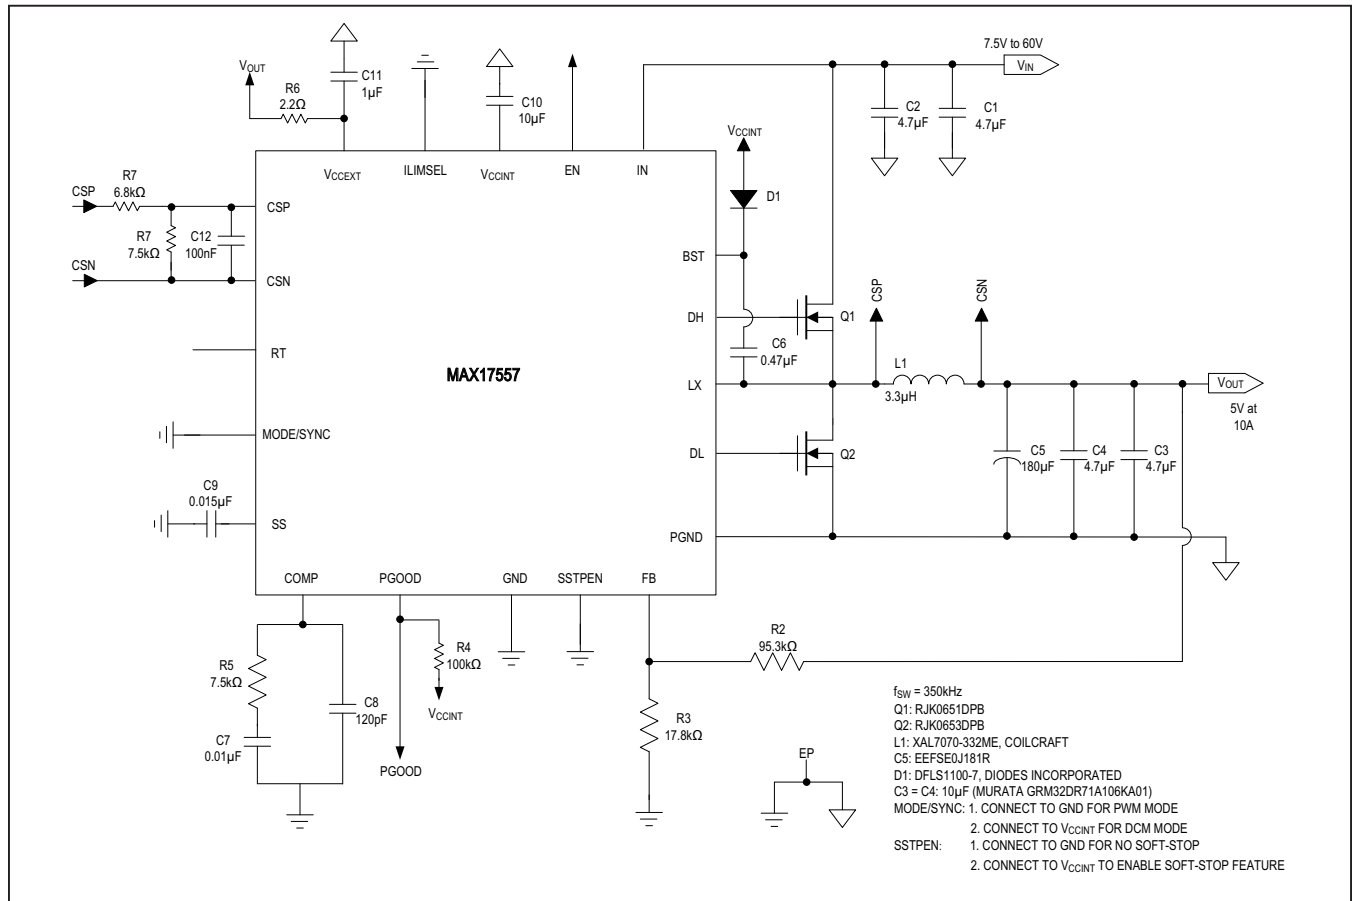 7.5V to 60V
VIN
VOUT
R6
2.2Ω
C11
1µF
C10
10µF
C2
4.7µF
C1
4.7µF
VCCINT
D1
VCCEXT
ILIMSEL
VCCINT
EN
IN
CSP
R7
6.8kΩ
CSP
R7
7.5kΩ
C12
100nF
CSN
CSN
BST
DH
Q1
CSP
CSN
C6
0.47µF
RT
MAX17557
LX
L1
3.3µH
VOUT
5V at
10A
MODE/SYNC
DL
Q2
C5
180µF
C4
4.7µF
C3
4.7µF
C9
0.015µF
SS
PGND
COMP
PGOOD
GND
SSTPEN
FB
R5
7.5kΩ
C7
0.01µF
C8
120pF
R4
100kΩ
VCCINT
PGOOD
R2
95.3kΩ
R3
17.8kΩ
EP
fSW = 350kHz
Q1: RJK0651DPB
Q2: RJK0653DPB
L1: XAL7070-332ME, COILCRAFT
C5: EEFSE0J181R
D1: DFLS1100-7, DIODES INCORPORATED
C3 = C4: 10µF (MURATA GRM32DR71A106KA01)
MODE/SYNC: 1. CONNECT TO GND FOR PWM MODE
2. CONNECT TO VCCINT FOR DCM MODE
SSTPEN: 1. CONNECT TO GND FOR NO SOFT-STOP
2. CONNECT TO VCCINT TO ENABLE SOFT-STOP FEATURE